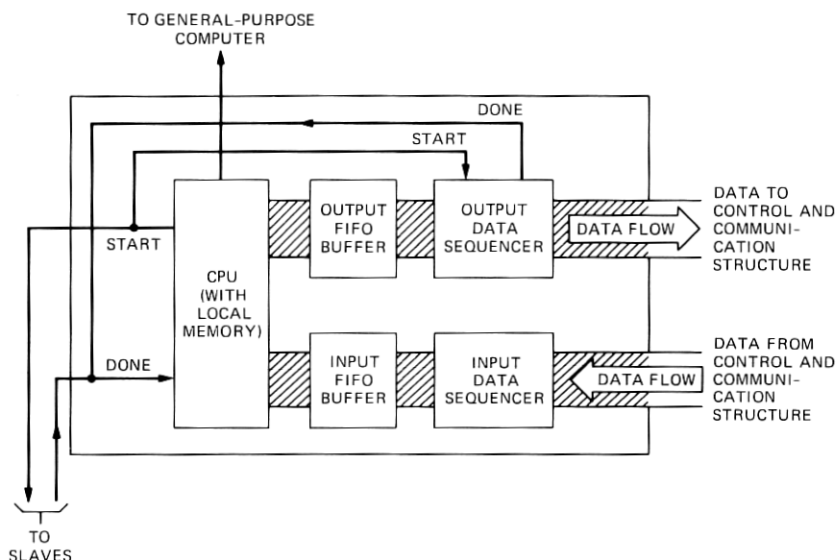 TO GENERAL-PURPOSE
COMPUTER
DONE
START
START
CPU
(WITH
LOCAL
MEMORY)
OUTPUT
FIFO
BUFFER
OUTPUT
DATA
SEQUENCER
DATA FLOW
DATA TO
CONTROL AND
COMMUNI-
CATION
STRUCTURE
DONE
INPUT
FIFO
BUFFER
INPUT
DATA
SEQUENCER
DATA FLOW
DATA FROM
CONTROL AND
COMMUNI-
CATION
STRUCTURE
TO
SLAVES